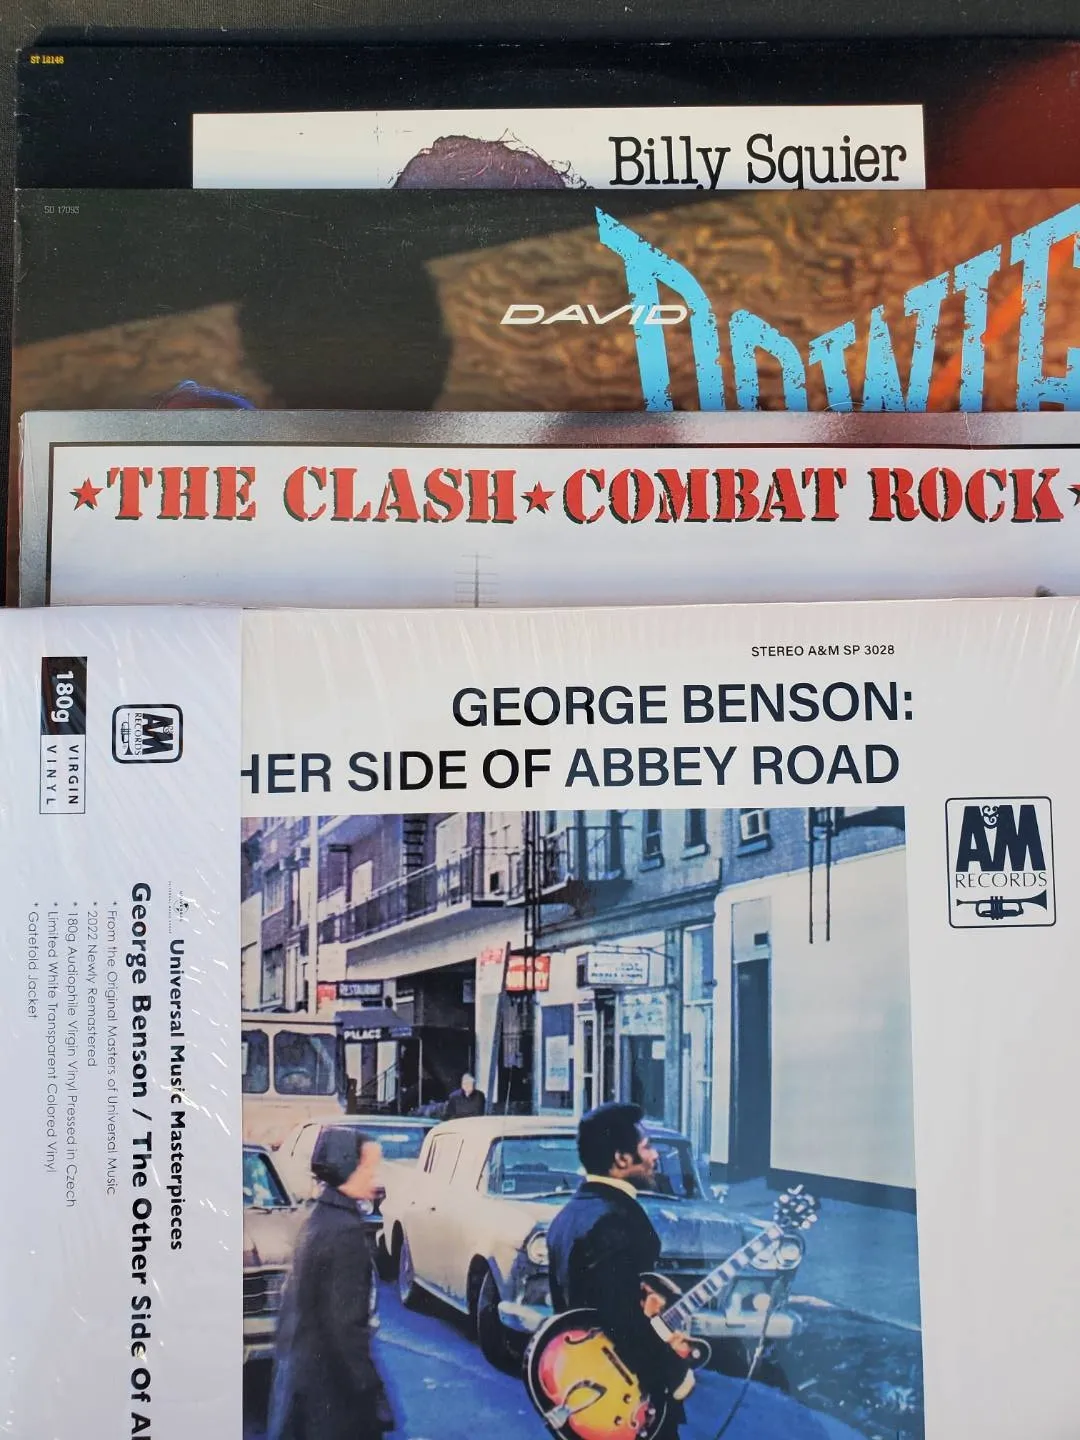 ST 12146
Billy Squier
SO 17093
DAVID
BOWIE
★THE CLASH★COMBAT ROCK★
STEREO A&M SP 3028
GEORGE BENSON:
HER SIDE OF ABBEY ROAD
A&M
RECORDS
RESTAURANT
PALACE
180g
VIRGIN
VINYL
A&M
RECORDS
Universal Music Masterpieces
George Benson / The Other Side Of A
* From the Original Masters of Universal Music
* 2022 Newly Remastered
* 180g Audiophile Virgin Vinyl Pressed in Czech
* Limited White Transparent Colored Vinyl
* Gatefold Jacket